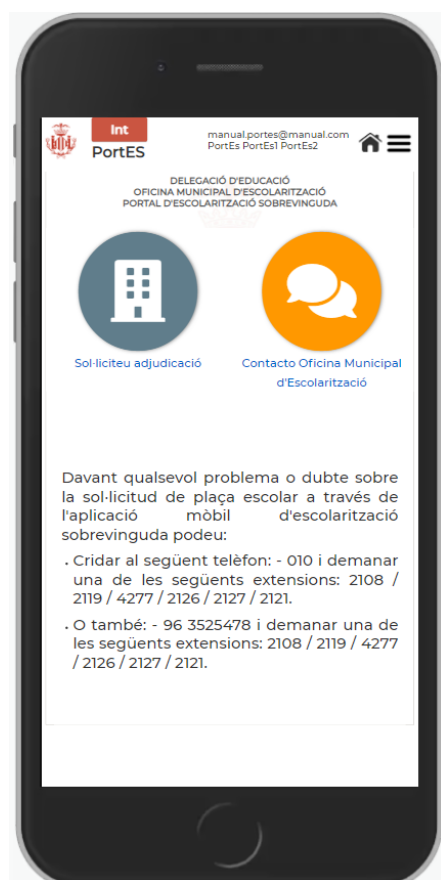 Int
PortES
manual.portes@manual.com
PortEs PortEs1 PortEs2
DELEGACIÓ D'EDUCACIÓ
OFICINA MUNICIPAL D'ESCOLARITZACIÓ
PORTAL D'ESCOLARITZACIÓ SOBREVINGUDA
Sol·liciteu adjudicació
Contacto Oficina Municipal
d'Escolarització
Davant qualsevol problema o dubte sobre
la sol·licitud de plaça escolar a través de
l'aplicació mòbil d'escolarització
sobrevinguda podeu:
• Cridar al següent telèfon: - 010 i demanar
una de les següents extensions: 2108 /
2119 / 4277 / 2126 / 2127 / 2121.
• O també: - 96 3525478 i demanar una de
les següents extensions: 2108 / 2119 / 4277
/ 2126 / 2127 / 2121.